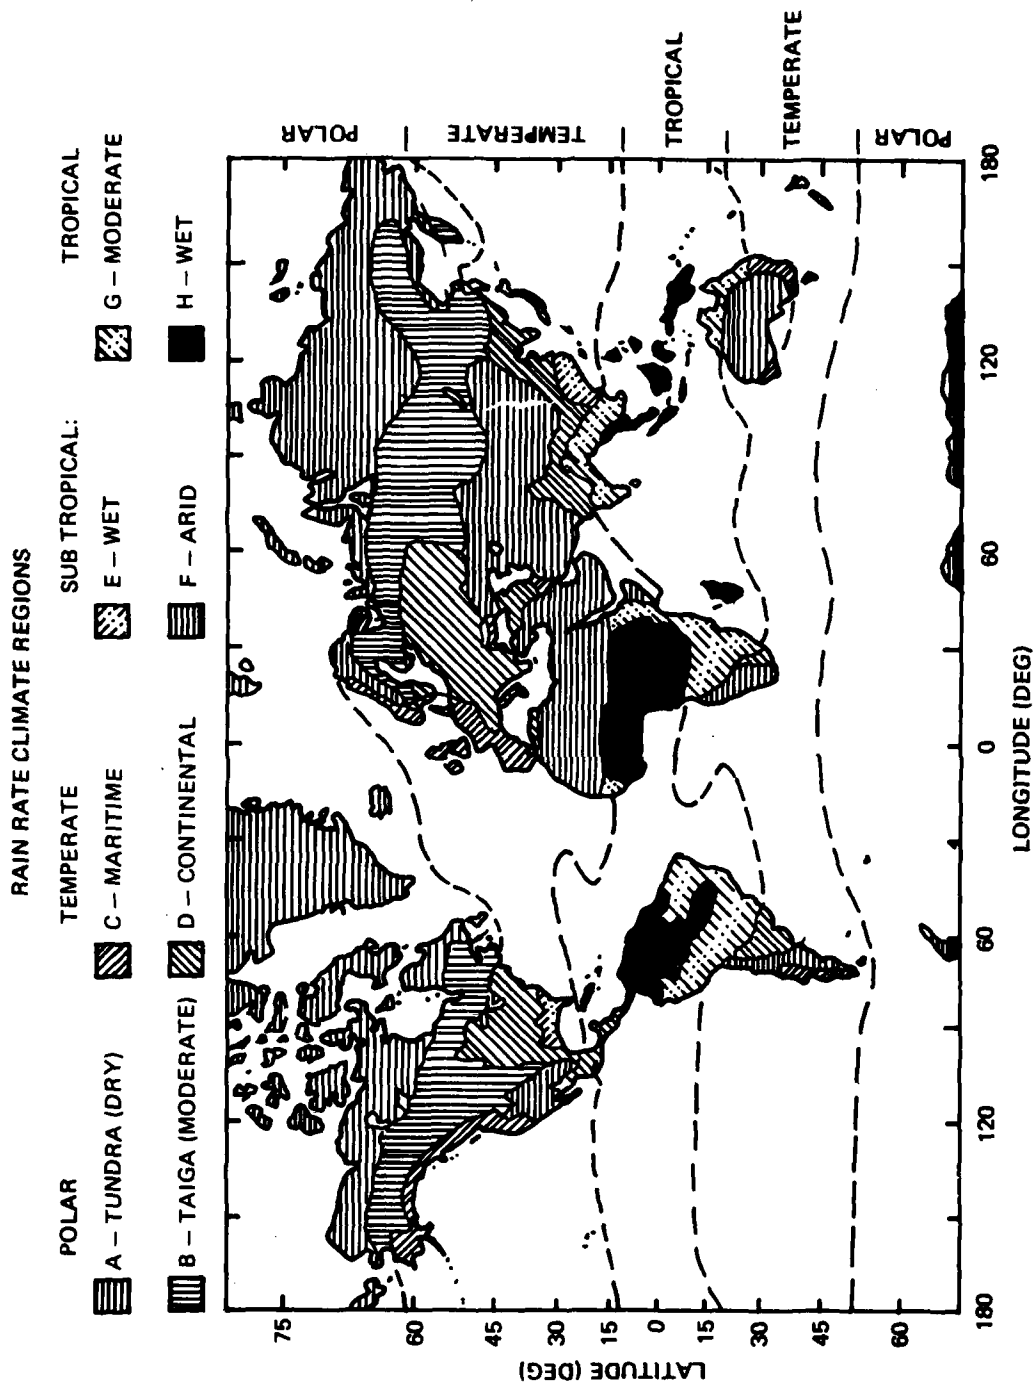 RAIN RATE CLIMATE REGIONS
POLAR
A – TUNDRA (DRY)
B – TAIGA (MODERATE)
TEMPERATE
C – MARITIME
D – CONTINENTAL
SUB TROPICAL:
E – WET
F – ARID
TROPICAL
G – MODERATE
H – WET
POLAR
TEMPERATE
TROPICAL
TEMPERATE
POLAR
LATITUDE (DEG)
75
60
45
30
15
0
15
30
45
60
180
120
60
0
60
120
180
LONGITUDE (DEG)